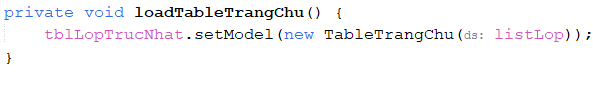 private void loadTableTrangChu() {
    tblLopTrucNhat.setModel(new TableTrangChu(ds: listLop));
}